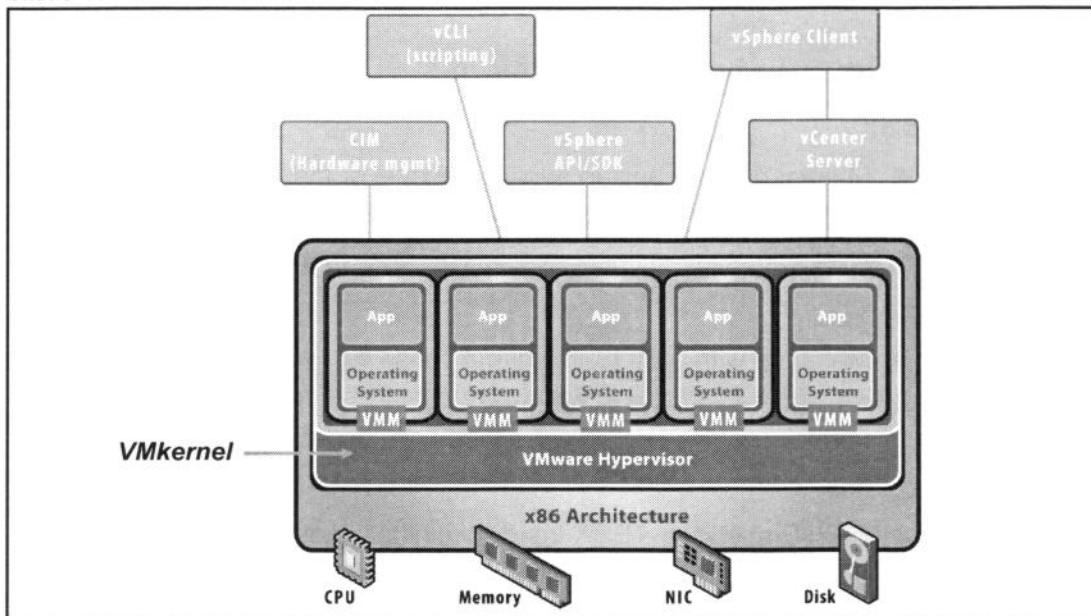 vCLI
(scripting)
vSphere Client
CIM
(Hardware mgmt)
vSphere
API/SDK
vCenter
Server
App
App
App
App
App
Operating
System
Operating
System
Operating
System
Operating
System
Operating
System
VMM
VMM
VMM
VMM
VMM
VMkernel
VMware Hypervisor
x86 Architecture
CPU
Memory
NIC
Disk